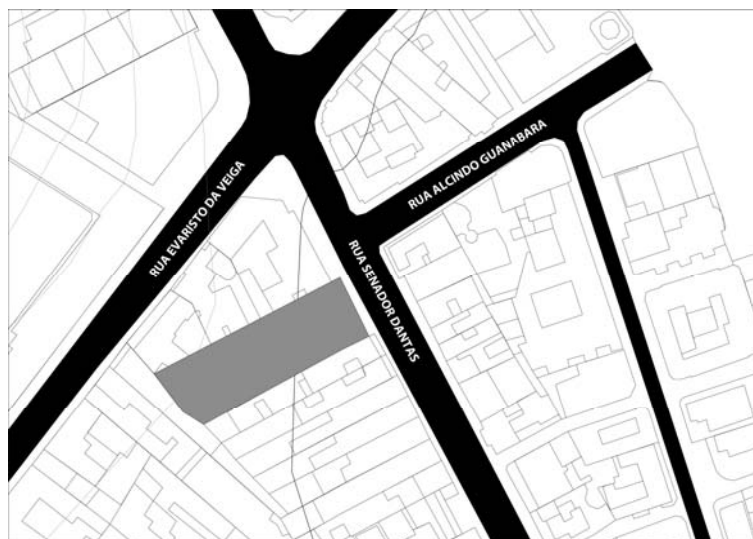 RUA EVARISTO DA VEIGA
RUA ALCINDO GUANABARA
RUA SENADOR DANTAS